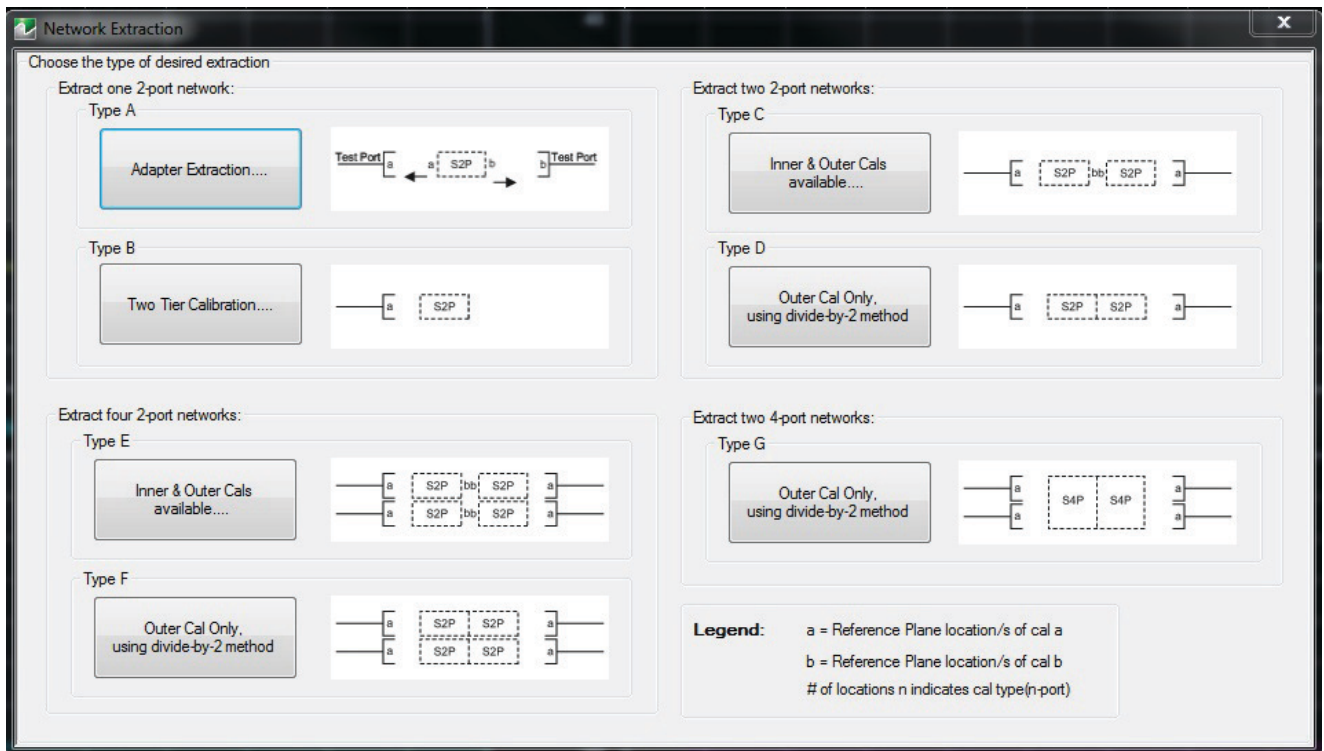 Network Extraction
X
Choose the type of desired extraction
Extract one 2-port network:
Type A
Adapter Extraction....
Test Port a a S2P b b Test Port
Type B
Two Tier Calibration....
a S2P
Extract two 2-port networks:
Type C
Inner & Outer Cals
available....
a S2P bb S2P a
Type D
Outer Cal Only,
using divide-by-2 method
a S2P S2P a
Extract four 2-port networks:
Type E
Inner & Outer Cals
available....
a S2P bb S2P a
a S2P bb S2P a
Type F
Outer Cal Only,
using divide-by-2 method
a S2P S2P a
a S2P S2P a
Extract two 4-port networks:
Type G
Outer Cal Only,
using divide-by-2 method
a S4P S4P a
a a
Legend: a = Reference Plane location/s of cal a
b = Reference Plane location/s of cal b
# of locations n indicates cal type(n-port)